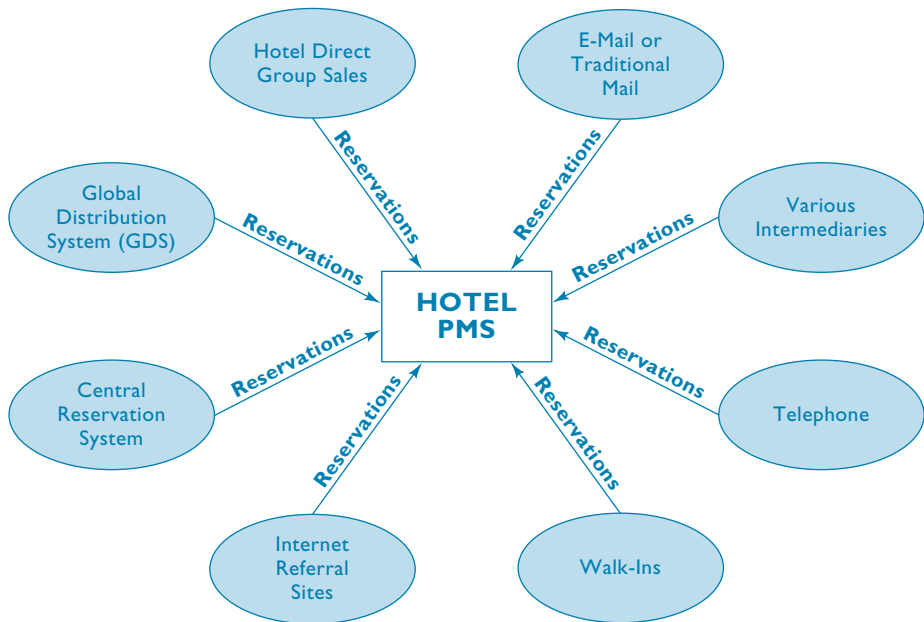 Hotel Direct
Group Sales
E-Mail or
Traditional
Mail
Reservations
Reservations
Global
Distribution
System (GDS)
Reservations
Reservations
Various
Intermediaries
HOTEL
PMS
Central
Reservation
System
Reservations
Reservations
Telephone
Reservations
Reservations
Internet
Referral
Sites
Walk-Ins